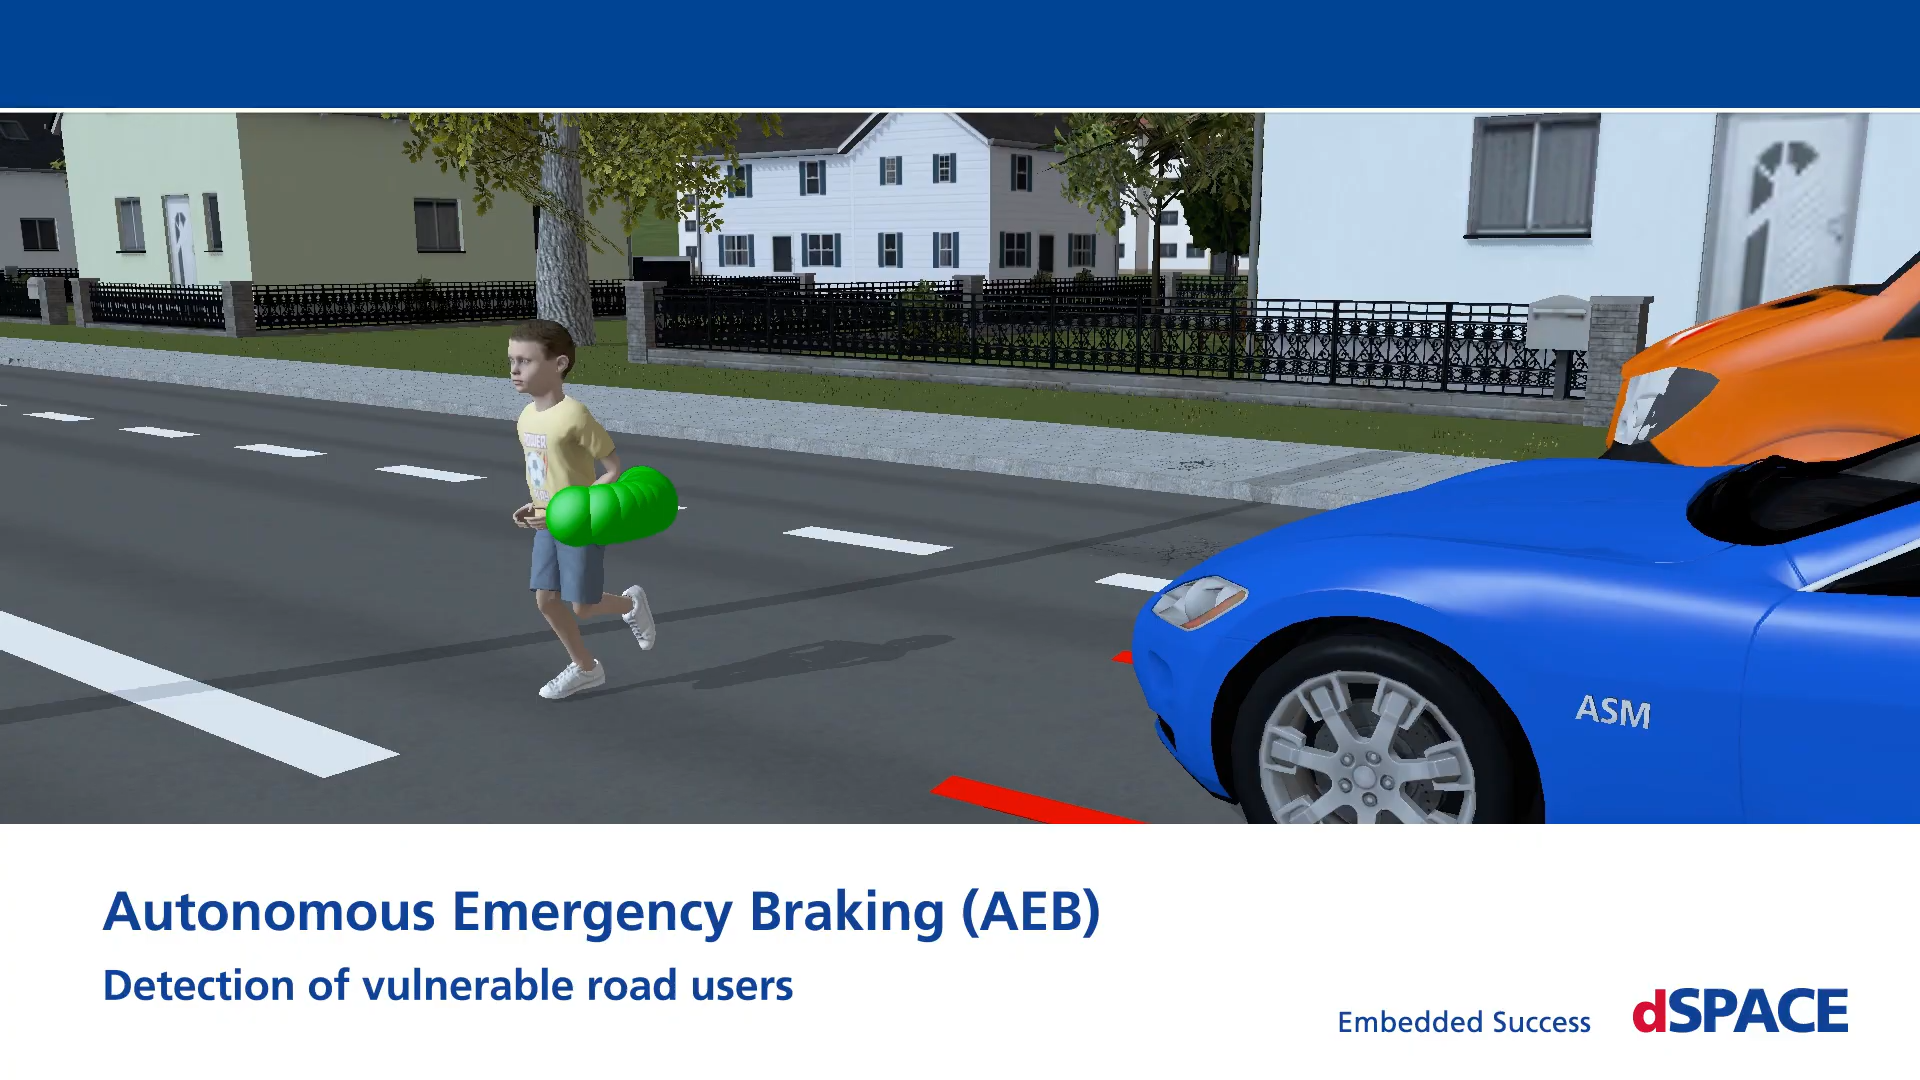 ASM
Autonomous Emergency Braking (AEB)
Detection of vulnerable road users
Embedded Success dSPACE